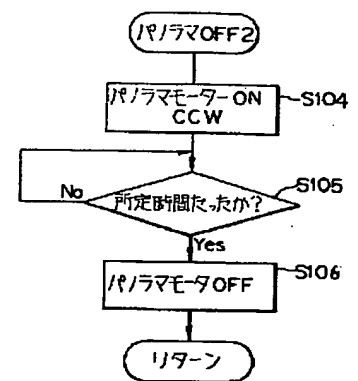 パノラマOFF2
パノラマモーターON
CCW
S104
No
所定時間たったか?
S105
Yes
パノラマモータOFF
S106
リターン